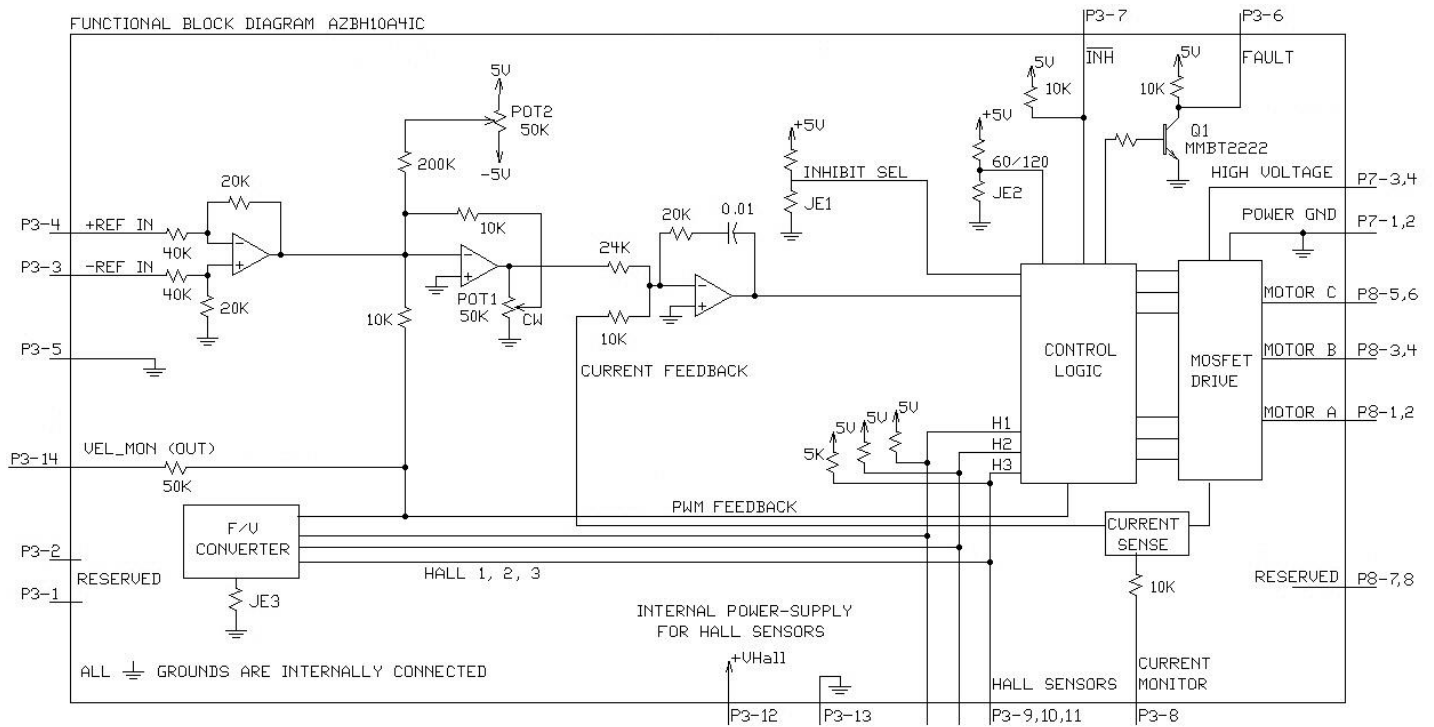 FUNCTIONAL BLOCK DIAGRAM AZBH10A4IC
P3-7
P3-6
INH
FAULT
5V
10K
5V
10K
Q1
MMBT2222
5V
POT2
50K
-5V
200K
+5V
INHIBIT SEL
JE1
+5V
60/120
JE2
HIGH VOLTAGE
P7-3,4
POWER GND
P7-1,2
20K
P3-4
+REF IN
40K
P3-3
-REF IN
40K
20K
10K
POT1
50K
CW
10K
24K
20K
0.01
10K
CURRENT FEEDBACK
CONTROL
LOGIC
MOSFET
DRIVE
MOTOR C
P8-5,6
MOTOR B
P8-3,4
MOTOR A
P8-1,2
P3-5
5V
5V
5V
5K
H1
H2
H3
P3-14
VEL_MON (OUT)
50K
PWM FEEDBACK
F/V
CONVERTER
CURRENT
SENSE
10K
P3-2
RESERVED
P3-1
HALL 1, 2, 3
JE3
RESERVED
P8-7,8
INTERNAL POWER-SUPPLY
FOR HALL SENSORS
+VHall
ALL GROUNDS ARE INTERNALLY CONNECTED
HALL SENSORS
CURRENT
MONITOR
P3-12
P3-13
P3-9,10,11
P3-8